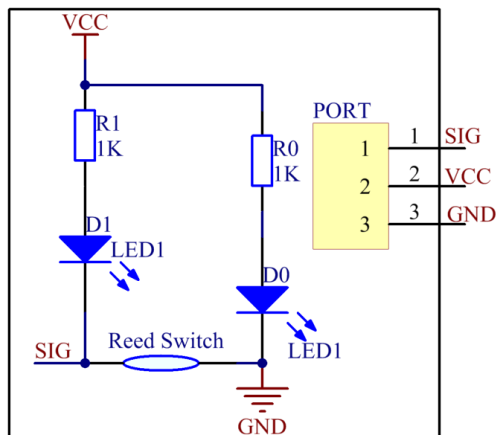 VCC
R1
1K
R0
1K
PORT
1 1 SIG
2 2 VCC
3 3 GND
D1
LED1
D0
LED1
SIG
Reed Switch
GND